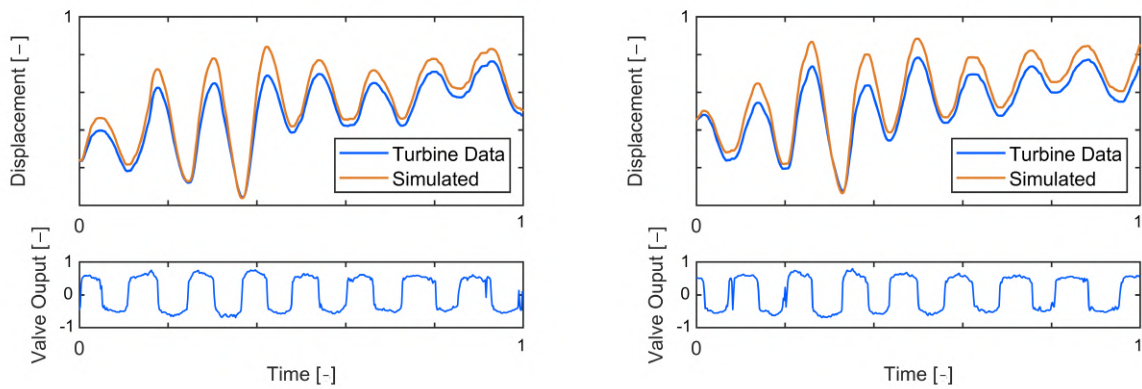 1
Displacement [-]
Turbine Data
Simulated
0
1
1
0
-1
Valve Ouput [-]
0
1
Time [-]
1
Displacement [-]
Turbine Data
Simulated
0
1
1
0
-1
Valve Ouput [-]
0
1
Time [-]